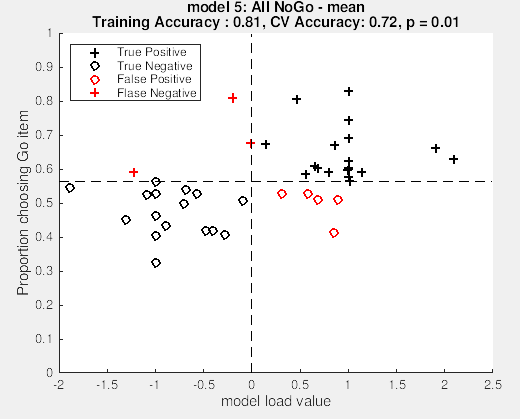 model 5: All NoGo - mean
Training Accuracy : 0.81, CV Accuracy: 0.72, p = 0.01
True Positive
True Negative
False Positive
Flase Negative
Proportion choosing Go item
1
0.9
0.8
0.7
0.6
0.5
0.4
0.3
0.2
0.1
0
-2 -1.5 -1 -0.5 0 0.5 1 1.5 2 2.5
model load value